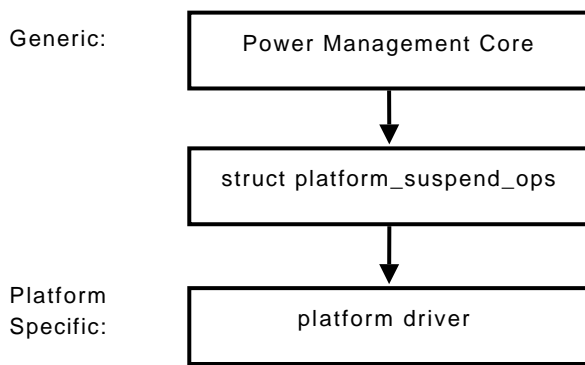 Generic:
Power Management Core
struct platform_suspend_ops
Platform
Specific:
platform driver